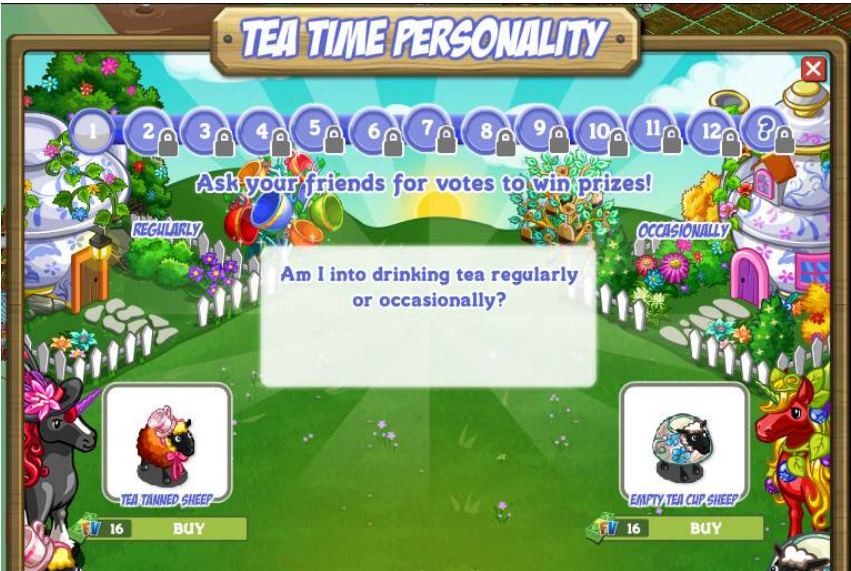 TEA TIME PERSONALITY
1 2 3 4 5 6 7 8 9 10 11 12 ?
Ask your friends for votes to win prizes!
REGULARLY OCCASIONALLY
Am I into drinking tea regularly
or occasionally?
TEA TANNED SHEEP EMPTY TEA CUP SHEEP
FV 16 BUY FV 16 BUY